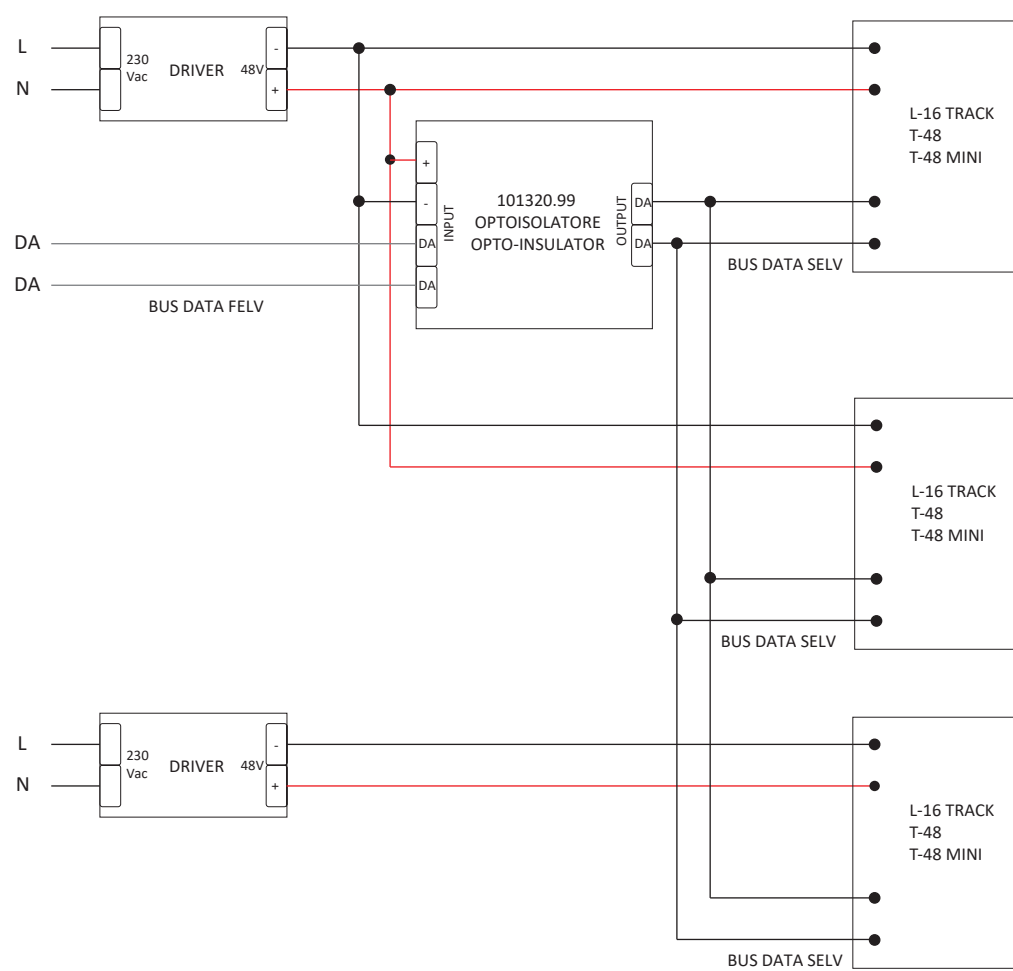 L
N
230
Vac
DRIVER
48V
-
+
L-16 TRACK
T-48
T-48 MINI
+
-
DA
DA
INPUT
101320.99
OPTOISOLATORE
OPTO-INSULATOR
OUTPUT
DA
DA
DA
DA
BUS DATA FELV
BUS DATA SELV
L-16 TRACK
T-48
T-48 MINI
BUS DATA SELV
L
N
230
Vac
DRIVER
48V
-
+
L-16 TRACK
T-48
T-48 MINI
BUS DATA SELV